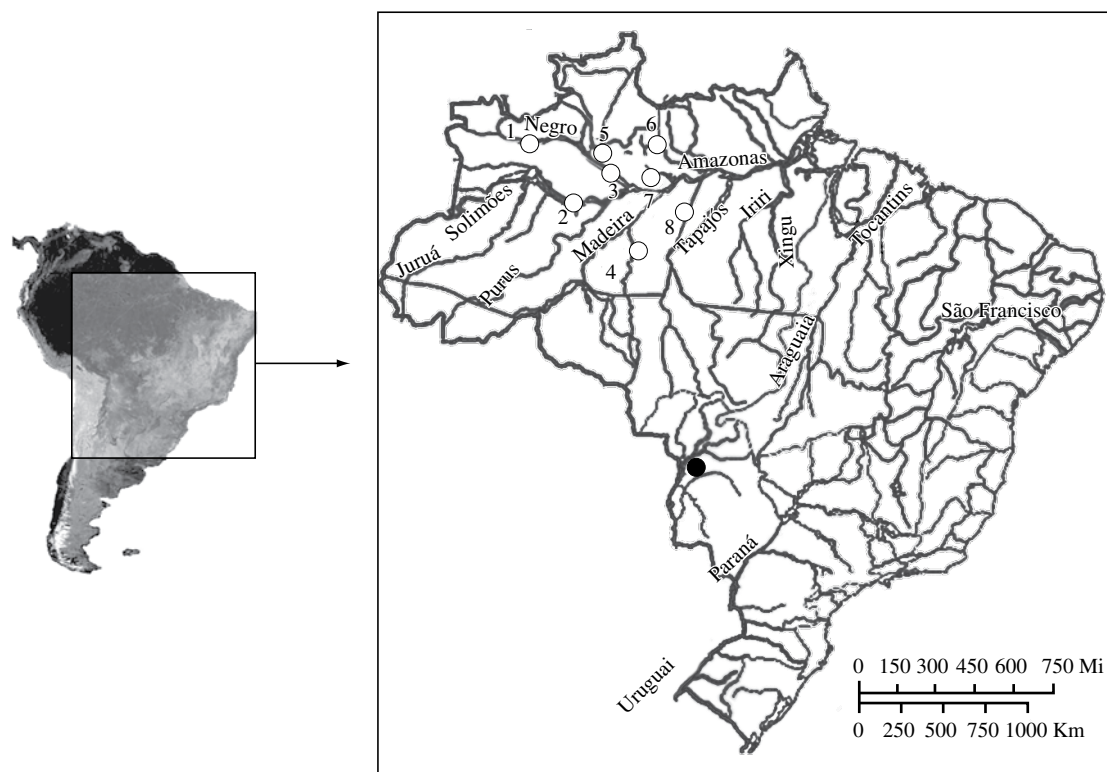 1
Negro
5
6
Amazonas
3
7
2
Solimões
Madeira
8
Tapajós
Iriri
Xingu
Tocantins
Juruá
Purus
4
São Francisco
Araguaia
Paraná
Uruguai
0 150 300 450 600 750 Mi
0 250 500 750 1000 Km